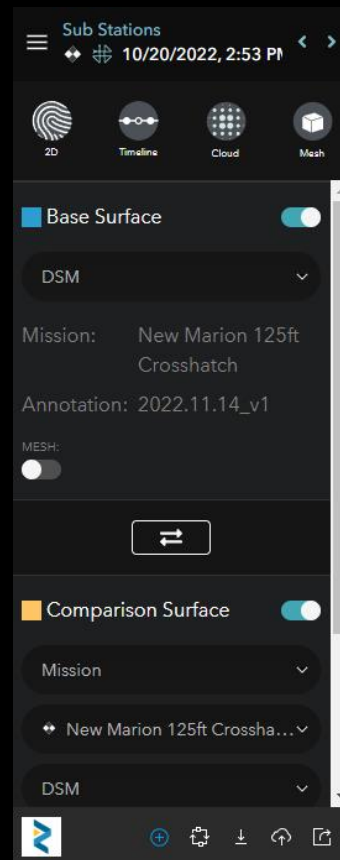 Sub Stations
10/20/2022, 2:53 P
2D
Timeline
Cloud
Mesh
Base Surface
DSM
Mission: New Marion 125ft
Crosshatch
Annotation: 2022.11.14_v1
MESH:
Comparison Surface
Mission
New Marion 125ft Crossha...
DSM